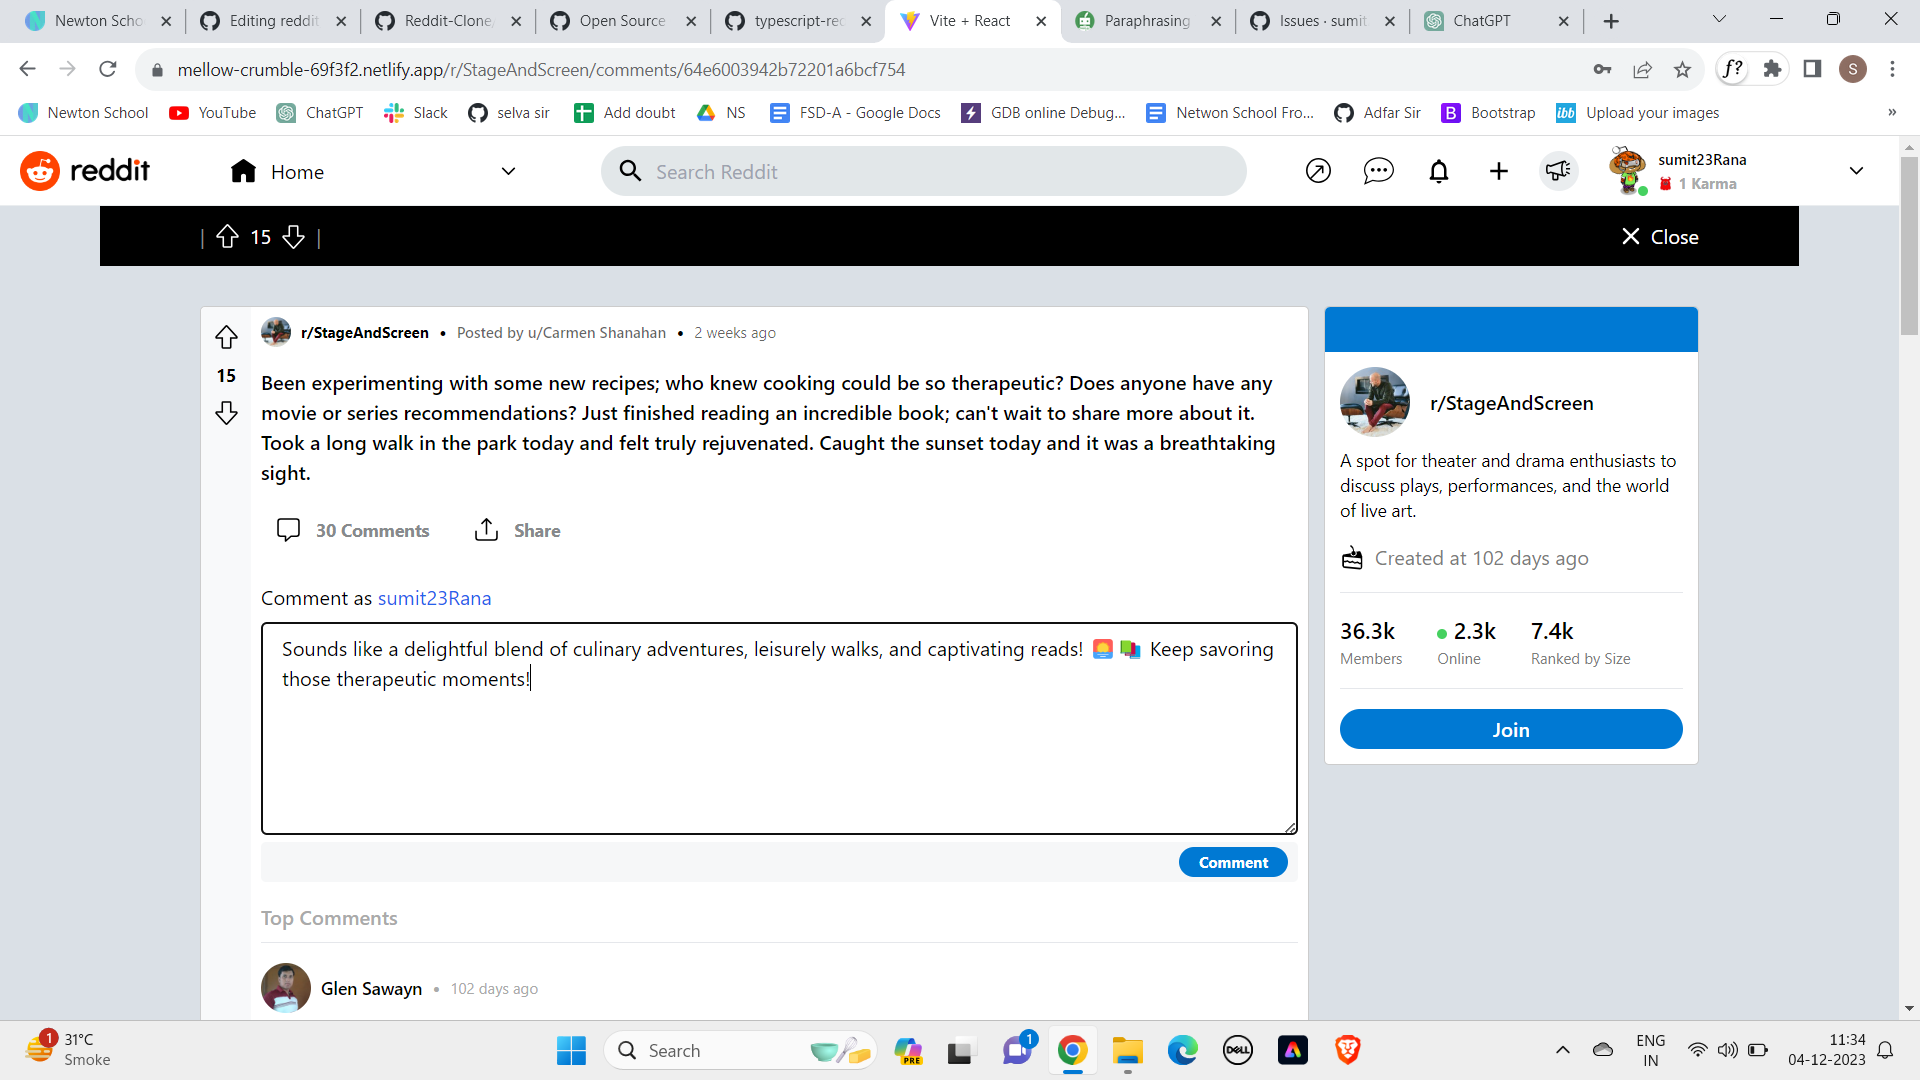 Newton Scho
Editing reddit
Reddit-Clone,
Open Source
typescript-rec
Vite + React
Paraphrasing
Issues · sumit
ChatGPT
mellow-crumble-69f3f2.netlify.app/r/StageAndScreen/comments/64e6003942b72201a6bcf754
f?
S
Newton School
YouTube
ChatGPT
Slack
selva sir
Add doubt
NS
FSD-A - Google Docs
GDB online Debug...
Netwon School Fro...
Adfar Sir
B Bootstrap
ibb Upload your images
»
reddit
Home
Search Reddit
sumit23Rana
1 Karma
| 15 |
Close
15
r/StageAndScreen • Posted by u/Carmen Shanahan • 2 weeks ago
Been experimenting with some new recipes; who knew cooking could be so therapeutic? Does anyone have any
movie or series recommendations? Just finished reading an incredible book; can't wait to share more about it.
Took a long walk in the park today and felt truly rejuvenated. Caught the sunset today and it was a breathtaking
sight.
30 Comments
Share
Comment as sumit23Rana
Sounds like a delightful blend of culinary adventures, leisurely walks, and captivating reads! 🌅📚 Keep savoring
those therapeutic moments!
Comment
Top Comments
Glen Sawayn • 102 days ago
r/StageAndScreen
A spot for theater and drama enthusiasts to
discuss plays, performances, and the world
of live art.
Created at 102 days ago
36.3k
Members
2.3k
Online
7.4k
Ranked by Size
Join
1
31°C
Smoke
Search
PRE
1
DELL
ENG
IN
11:34
04-12-2023